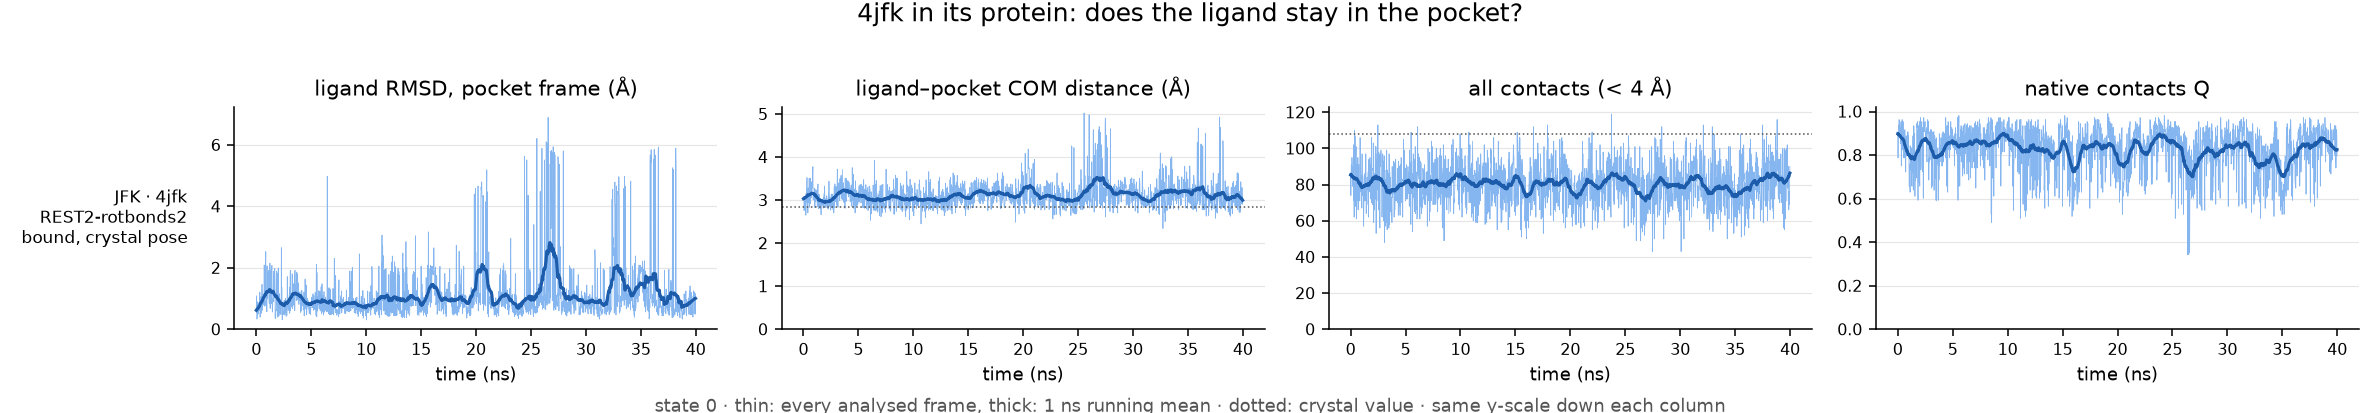 4jfk in its protein: does the ligand stay in the pocket?
JFK · 4jfk
REST2-rotbonds2
bound, crystal pose
ligand RMSD, pocket frame (Å)
6
4
2
0
0 5 10 15 20 25 30 35 40
time (ns)
ligand–pocket COM distance (Å)
5
4
3
2
1
0
0 5 10 15 20 25 30 35 40
time (ns)
all contacts (< 4 Å)
120
100
80
60
40
20
0
0 5 10 15 20 25 30 35 40
time (ns)
native contacts Q
1.0
0.8
0.6
0.4
0.2
0.0
0 5 10 15 20 25 30 35 40
time (ns)
state 0 · thin: every analysed frame, thick: 1 ns running mean · dotted: crystal value · same y-scale down each column